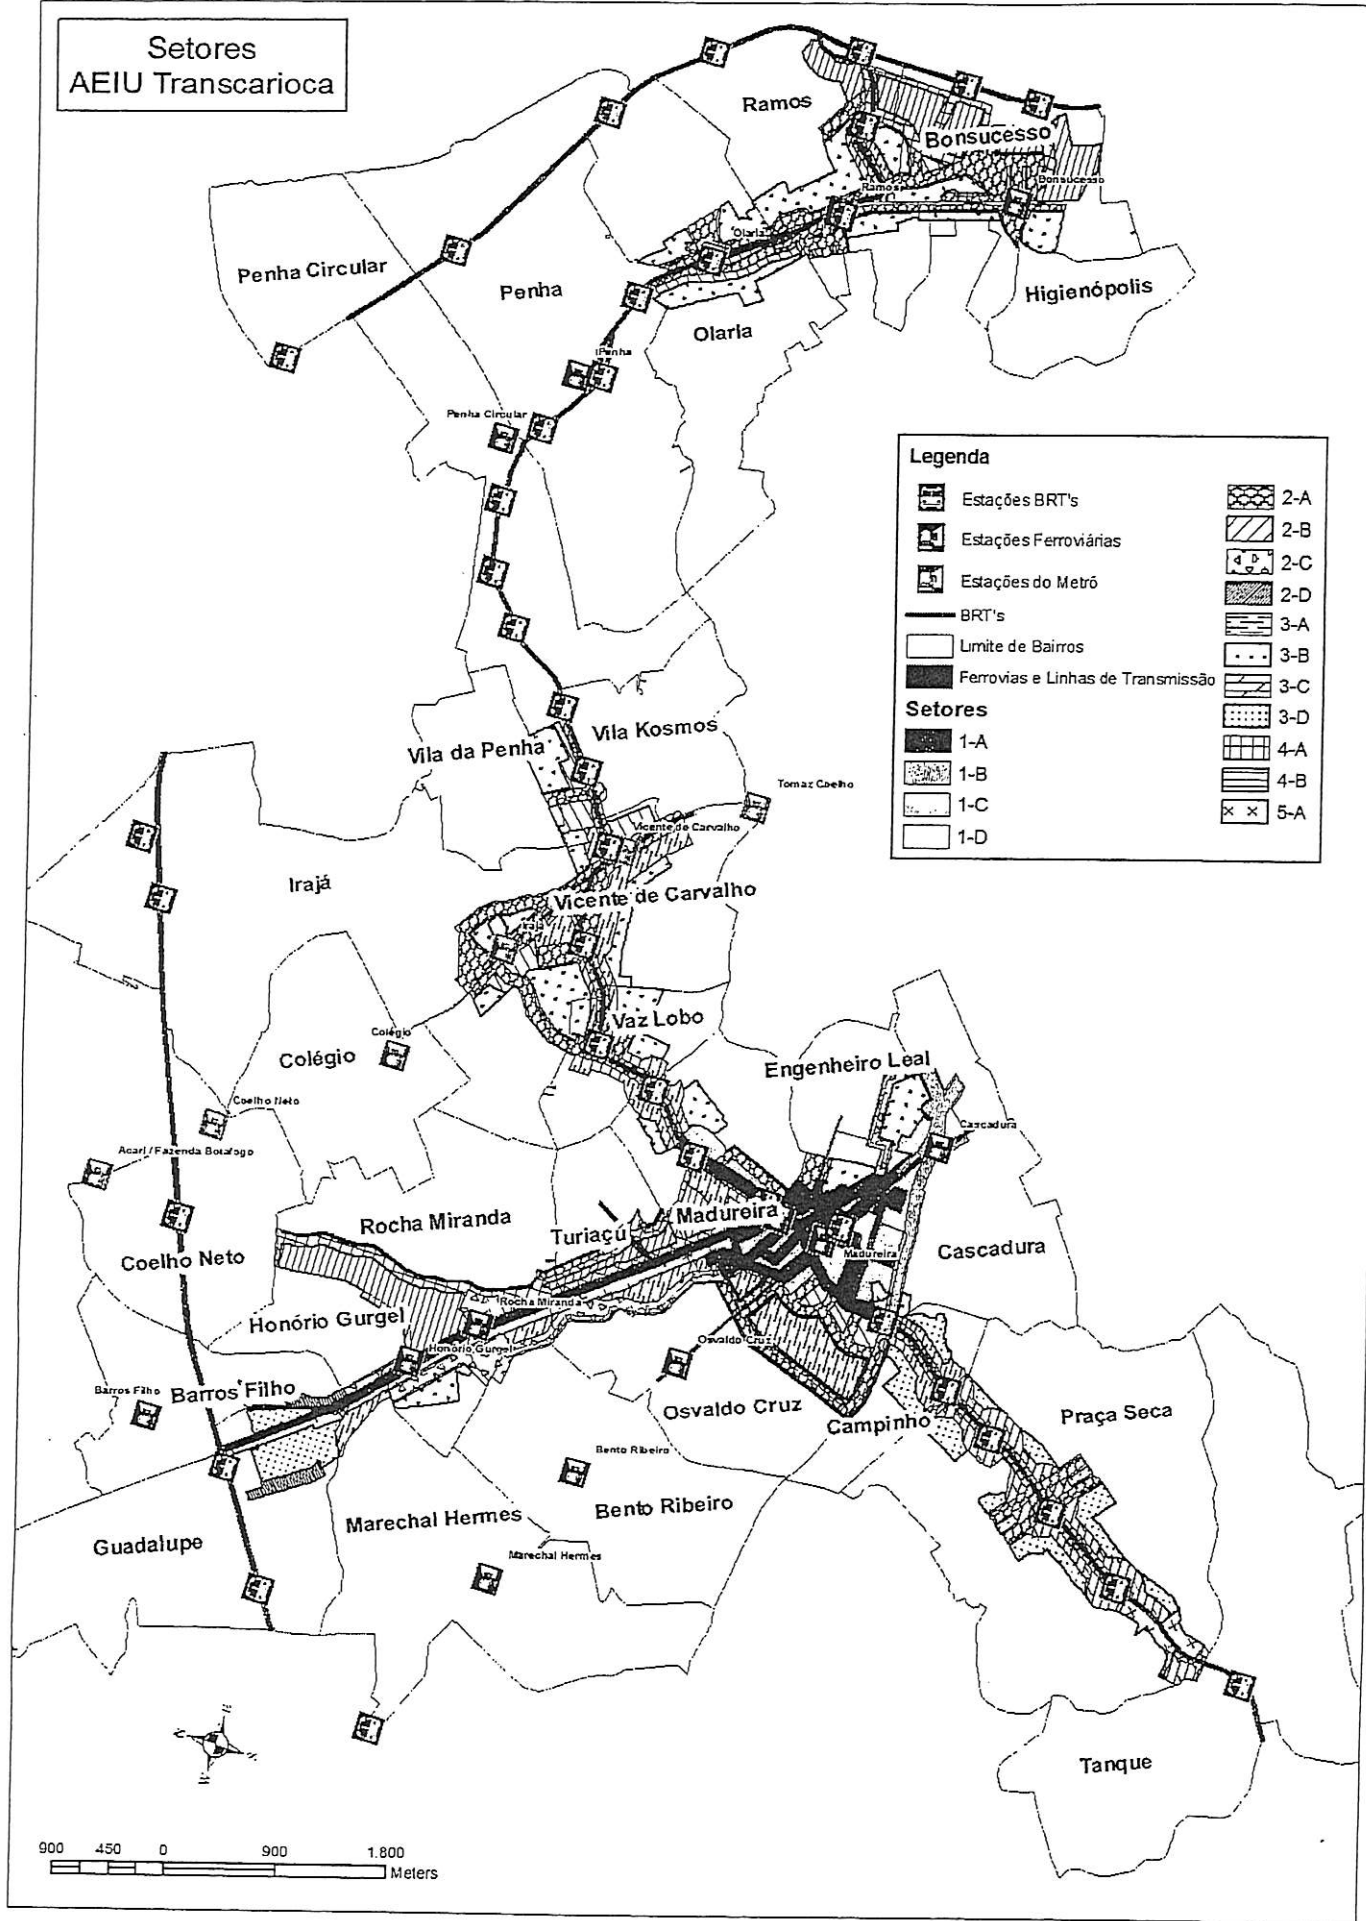 Setores
AEIU Transcarioca
Ramos
Bonsucesso
Bonsucesso
Ramos
Olaria
Penha Circular
Penha
Higienópolis
Olaria
Penha
Penha Circular
Legenda
Estações BRT's
Estações Ferroviárias
Estações do Metrô
BRT's
Limite de Bairros
Ferrovias e Linhas de Transmissão
Setores
1-A
1-B
1-C
1-D
2-A
2-B
2-C
2-D
3-A
3-B
3-C
3-D
4-A
4-B
5-A
Vila Kosmos
Vila da Penha
Tomaz Coelho
Vicente de Carvalho
Irajá
Vicente de Carvalho
Irajá
Vaz Lobo
Colégio
Colégio
Engenheiro Leal
Coelho Neto
Cascadura
Acari / Fazenda Botafogo
Rocha Miranda
Madureira
Turiaçú
Coelho Neto
Madureira
Cascadura
Rocha Miranda
Honório Gurgel
Honório Gurgel
Osvaldo Cruz
Barros Filho
Barros Filho
Osvaldo Cruz
Campinho
Praça Seca
Bento Ribeiro
Bento Ribeiro
Marechal Hermes
Guadalupe
Marechal Hermes
Tanque
900 450 0 900 1.800
Meters